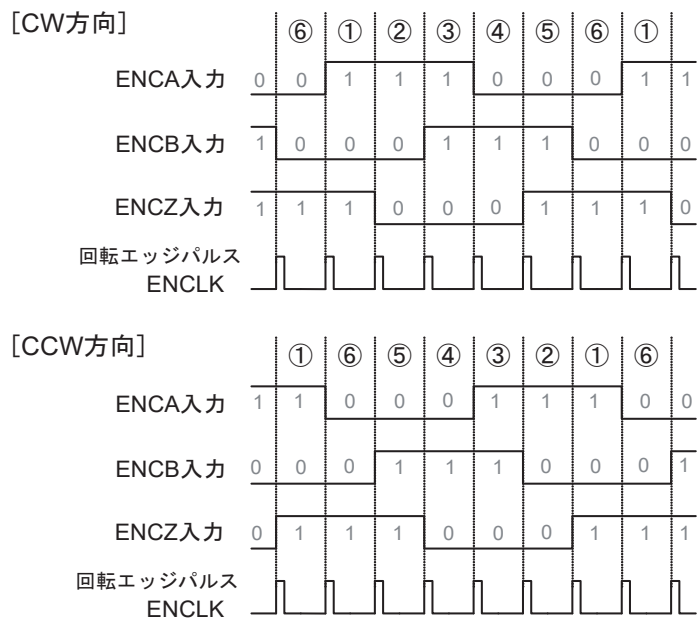 [CW方向]
⑥ ① ② ③ ④ ⑤ ⑥ ①
ENCA入力 0 0 1 1 1 0 0 0 1 1
ENCB入力 1 0 0 0 1 1 1 0 0 0
ENCZ入力 1 1 1 0 0 0 1 1 1 0
回転エッジパルス
ENCLK
[CCW方向]
① ⑥ ⑤ ④ ③ ② ① ⑥
ENCA入力 1 1 0 0 0 1 1 1 0 0
ENCB入力 0 0 0 1 1 1 0 0 0 1
ENCZ入力 0 1 1 1 0 0 0 1 1 1
回転エッジパルス
ENCLK